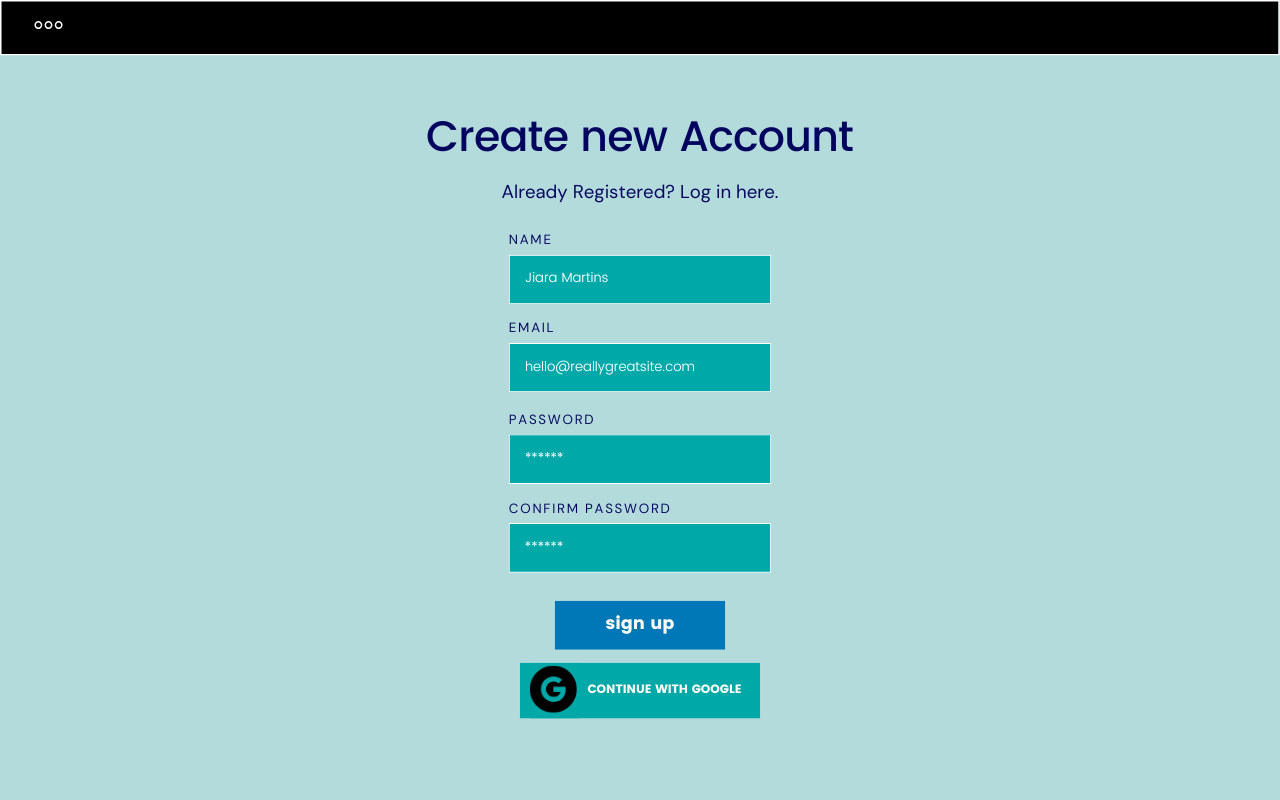 Create new Account
Already Registered? Log in here.
NAME
Jiara Martins
EMAIL
hello@reallygreatsite.com
PASSWORD
******
CONFIRM PASSWORD
******
sign up
G CONTINUE WITH GOOGLE